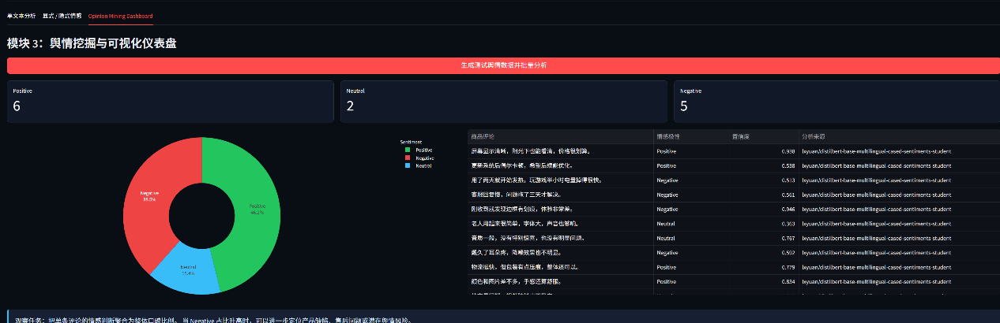 单文本分析 显式 / 隐式情感 Opinion Mining Dashboard
模块 3：舆情挖掘与可视化仪表盘
生成测试舆情数据并批量分析
Positive
6
Neutral
2
Negative
5
Sentiment
Positive
Negative
Neutral
Negative
38.5%
Positive
46.2%
Neutral
15.4%
商品评论 情感极性 置信度 分析来源
屏幕显示清晰，阳光下也能看清，价格很划算。 Positive 0.938 lxyuan/distilbert-base-multilingual-cased-sentiments-student
更新系统后偶尔卡顿，希望后续能优化。 Positive 0.538 lxyuan/distilbert-base-multilingual-cased-sentiments-student
用了两天就开始发热，玩游戏半小时电量掉得很快。 Negative 0.513 lxyuan/distilbert-base-multilingual-cased-sentiments-student
客服回复慢，问题拖了三天才解决。 Negative 0.561 lxyuan/distilbert-base-multilingual-cased-sentiments-student
刚收到就发现边框有划痕，体验非常差。 Negative 0.946 lxyuan/distilbert-base-multilingual-cased-sentiments-student
老人用起来很简单，字体大，声音也够响。 Neutral 0.363 lxyuan/distilbert-base-multilingual-cased-sentiments-student
音质一般，没有特别惊喜，也没有明显问题。 Neutral 0.767 lxyuan/distilbert-base-multilingual-cased-sentiments-student
戴久了耳朵疼，降噪效果也不明显。 Negative 0.592 lxyuan/distilbert-base-multilingual-cased-sentiments-student
物流挺快，但包装有点压痕，整体还可以。 Positive 0.779 lxyuan/distilbert-base-multilingual-cased-sentiments-student
颜色和图片差不多，手感还算舒服。 Positive 0.834 lxyuan/distilbert-base-multilingual-cased-sentiments-student
观察任务：把单条评论的情感判断聚合为整体口碑比例。当 Negative 占比升高时，可以进一步定位产品缺陷、售后问题或潜在舆情风险。